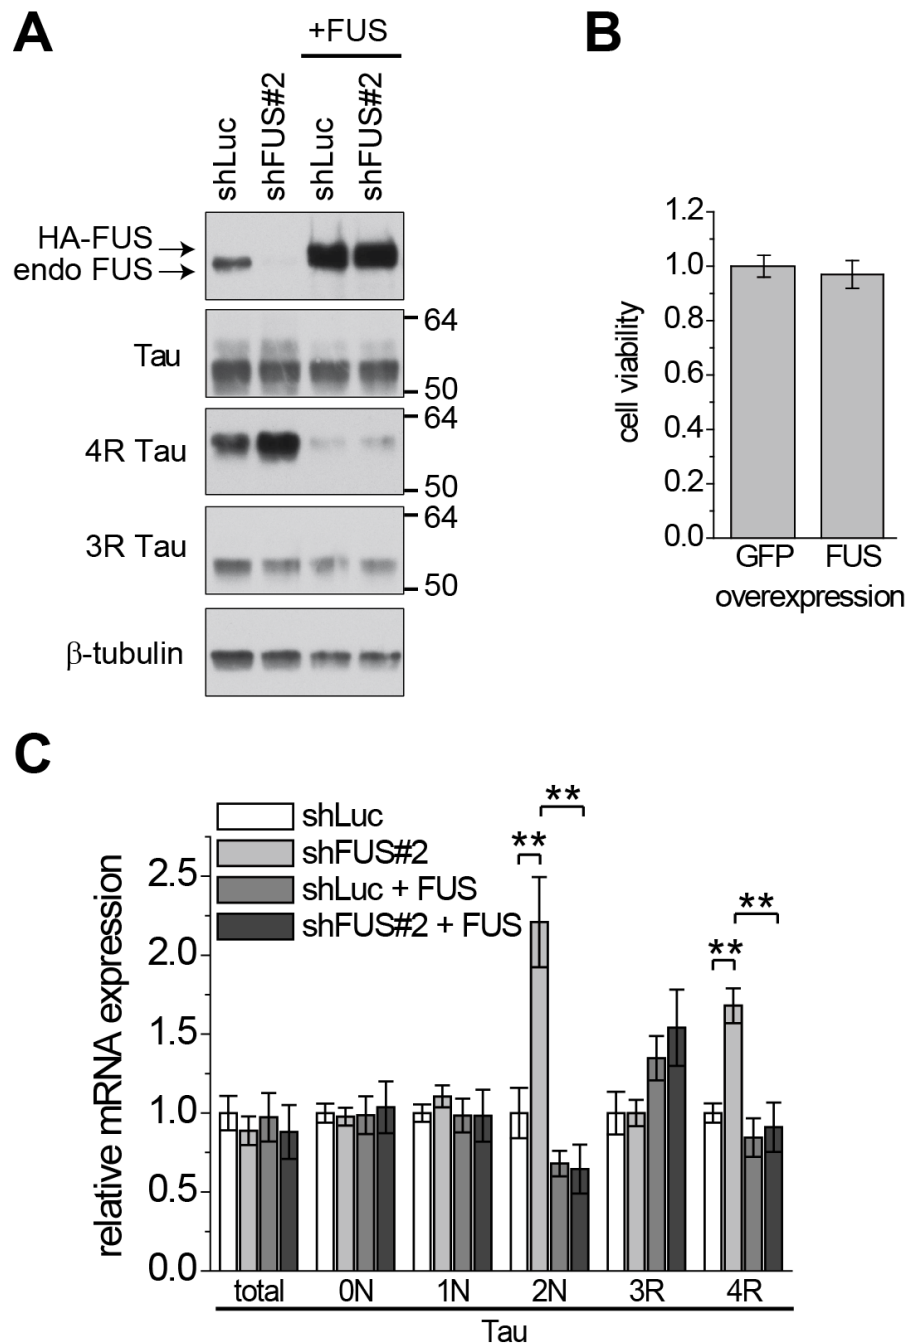 A
+FUS
shLuc
shFUS#2
shLuc
shFUS#2
HA-FUS →
endo FUS →
Tau
64
50
4R Tau
64
50
3R Tau
64
50
β-tubulin
B
cell viability
1.2
1.0
0.8
0.6
0.4
0.2
0.0
GFP FUS
overexpression
C
shLuc
shFUS#2
shLuc + FUS
shFUS#2 + FUS
** **
** **
relative mRNA expression
2.5
2.0
1.5
1.0
0.5
0.0
total 0N 1N 2N 3R 4R
Tau